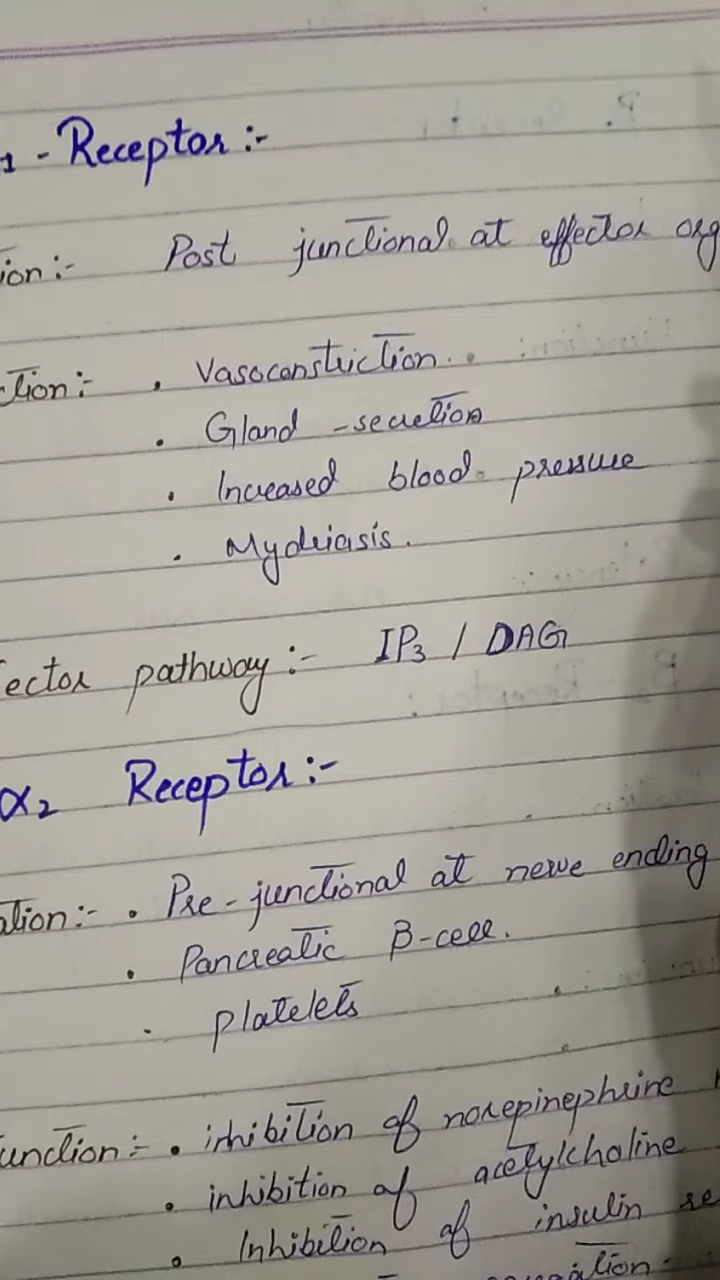 1 - Receptor :-
ion :- Post junctional at effector org
ction :- • Vasoconstriction.
• Gland - secretion
• Increased blood pressure
• Mydriasis.
ector pathway :- IP₃ / DAG
α₂ Receptor :-
ation :- • Pre-junctional at nerve ending
• Pancreatic β-cell.
• Platelets
unction :- • inhibition of norepinephrine
• inhibition of acetylcholine
• Inhibition of insulin se